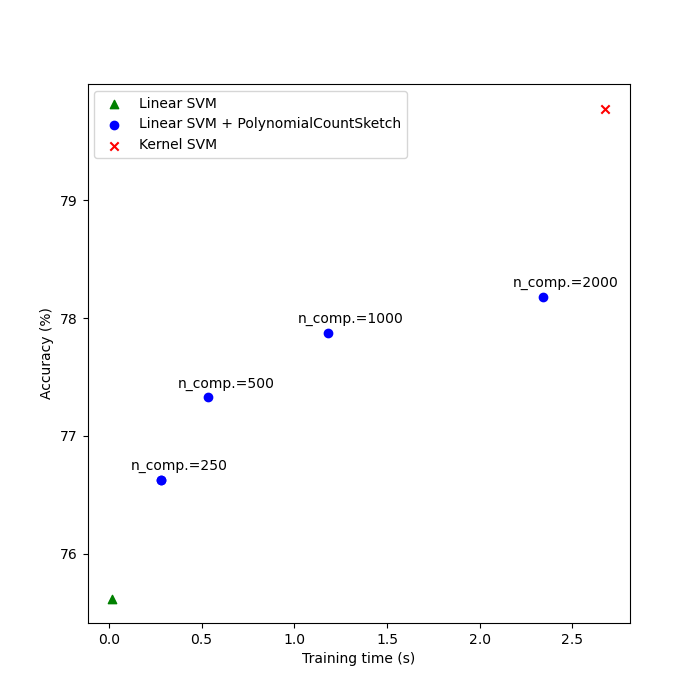 Linear SVM
Linear SVM + PolynomialCountSketch
Kernel SVM
79
78
77
76
n_comp.=2000
n_comp.=1000
n_comp.=500
n_comp.=250
Accuracy (%)
0.0 0.5 1.0 1.5 2.0 2.5
Training time (s)